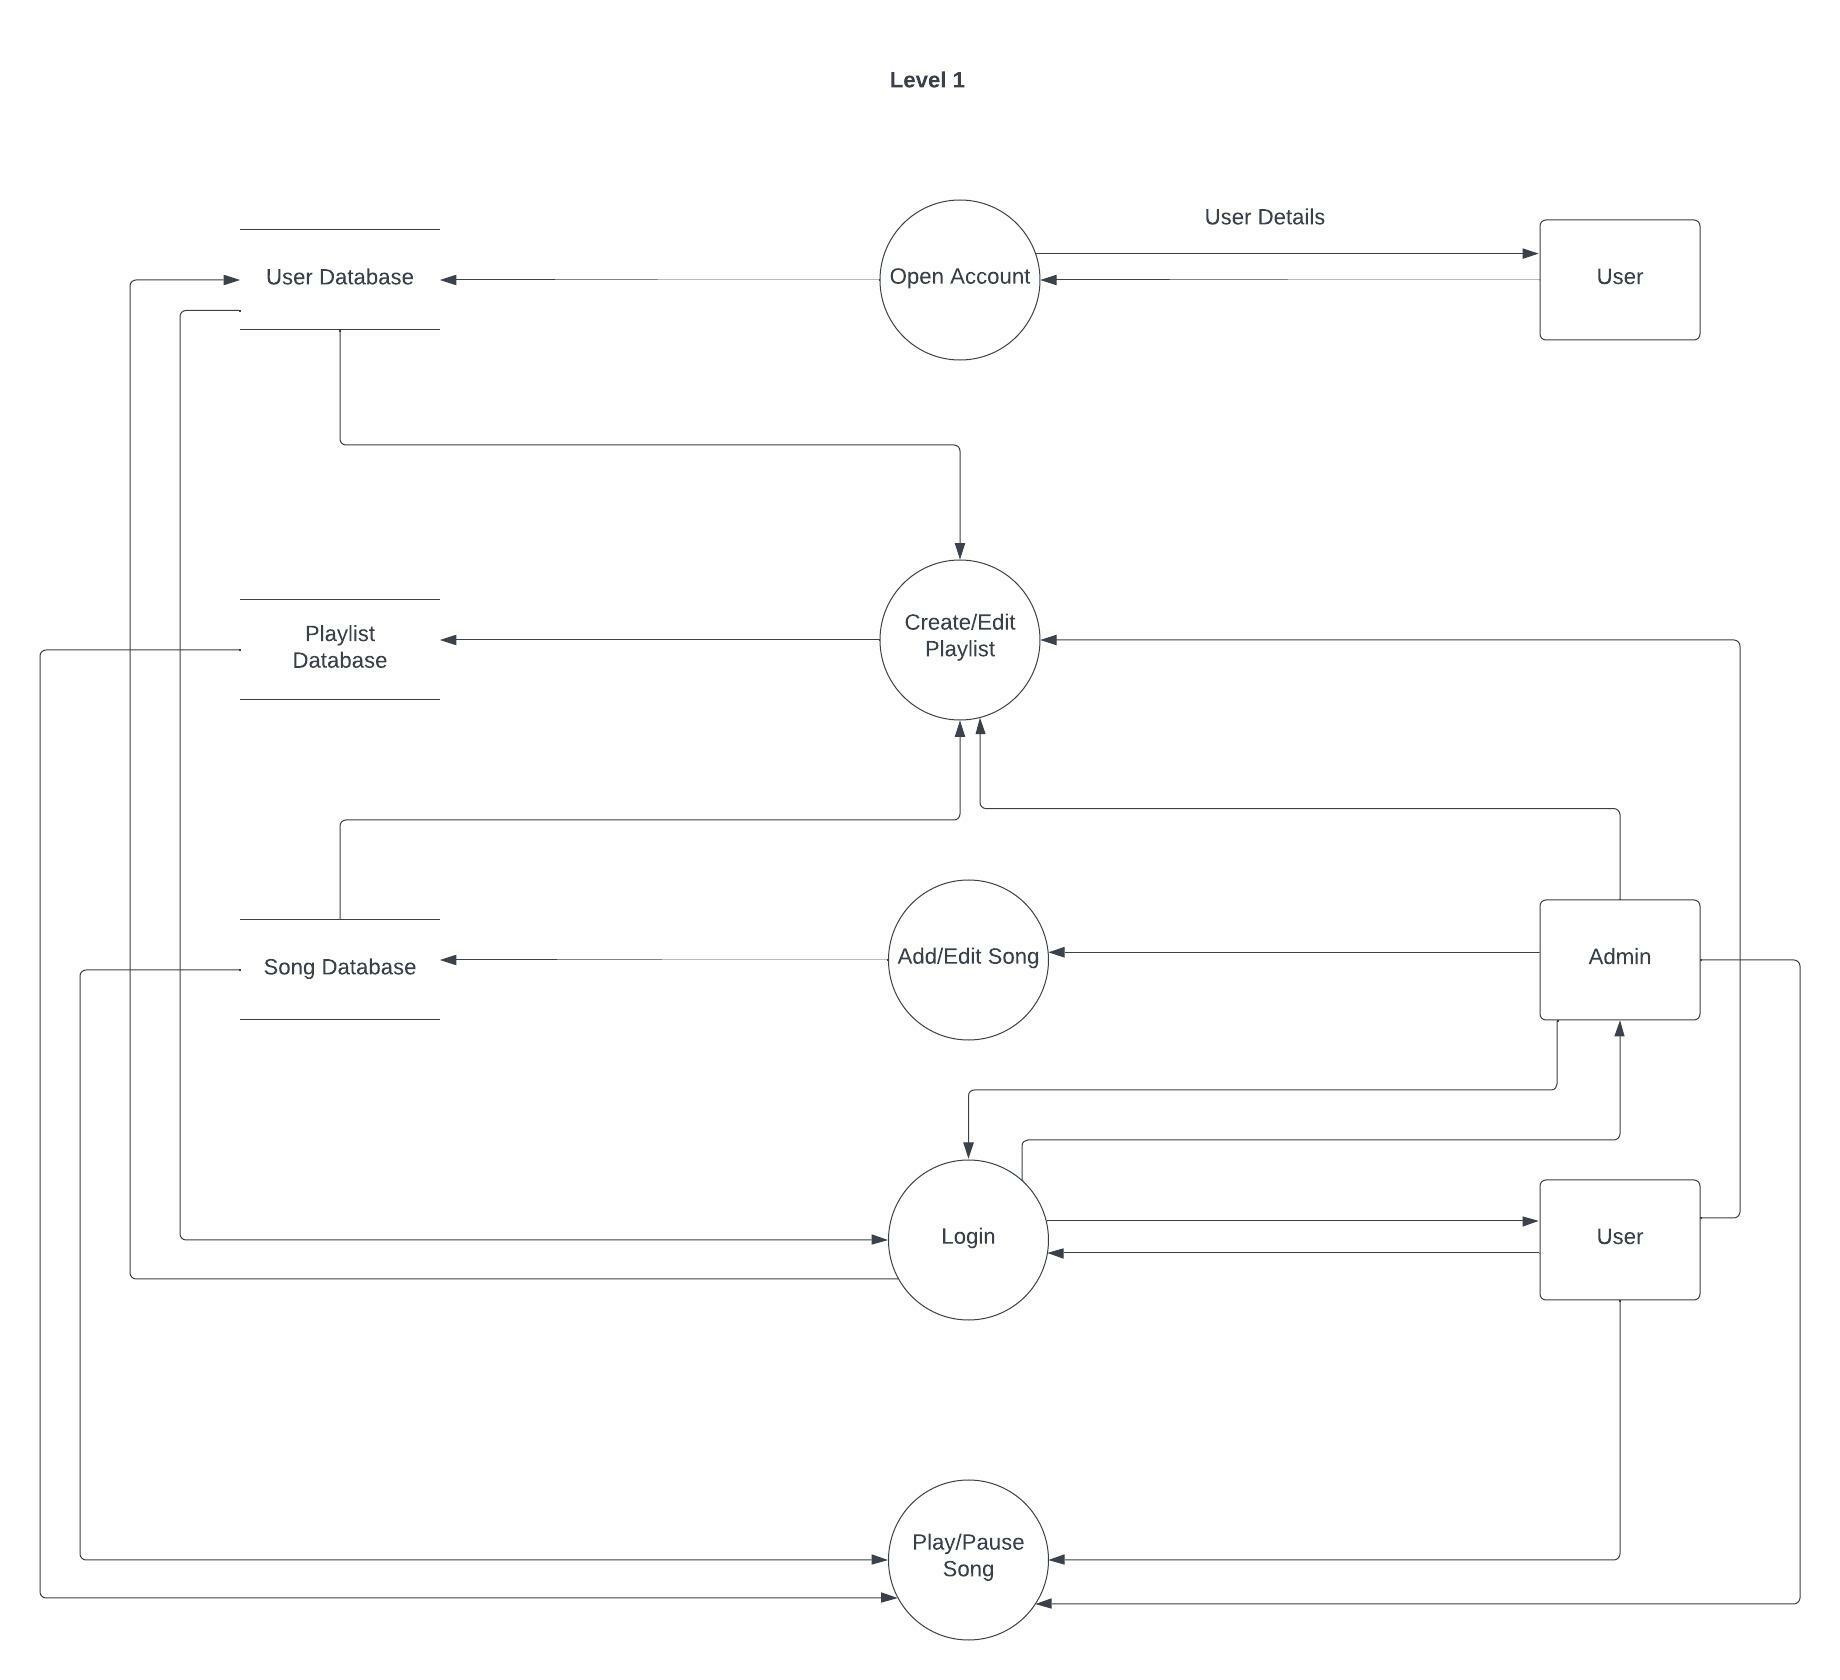 Level 1
User Details
User Database
Open Account
User
Create/Edit
Playlist
Playlist
Database
Add/Edit Song
Admin
Song Database
Login
User
Play/Pause
Song